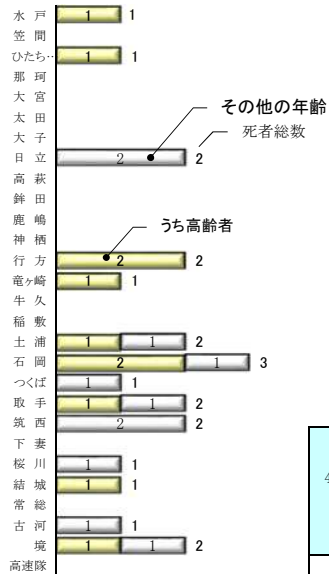 水戸 1 1
笠間
ひたち‥ 1 1
那珂
大宮
太田
その他の年齢
大子
死者総数
日立 2 2
高萩
鉾田
鹿嶋
神栖
うち高齢者
行方 2 2
竜ヶ崎 1 1
牛久
稲敷
土浦 1 1 2
石岡 2 1 3
つくば 1 1
取手 1 1 2
筑西 2 2
下妻
桜川 1 1
4
結城 1 1
常総
古河 1 1
境 1 1 2
高速隊